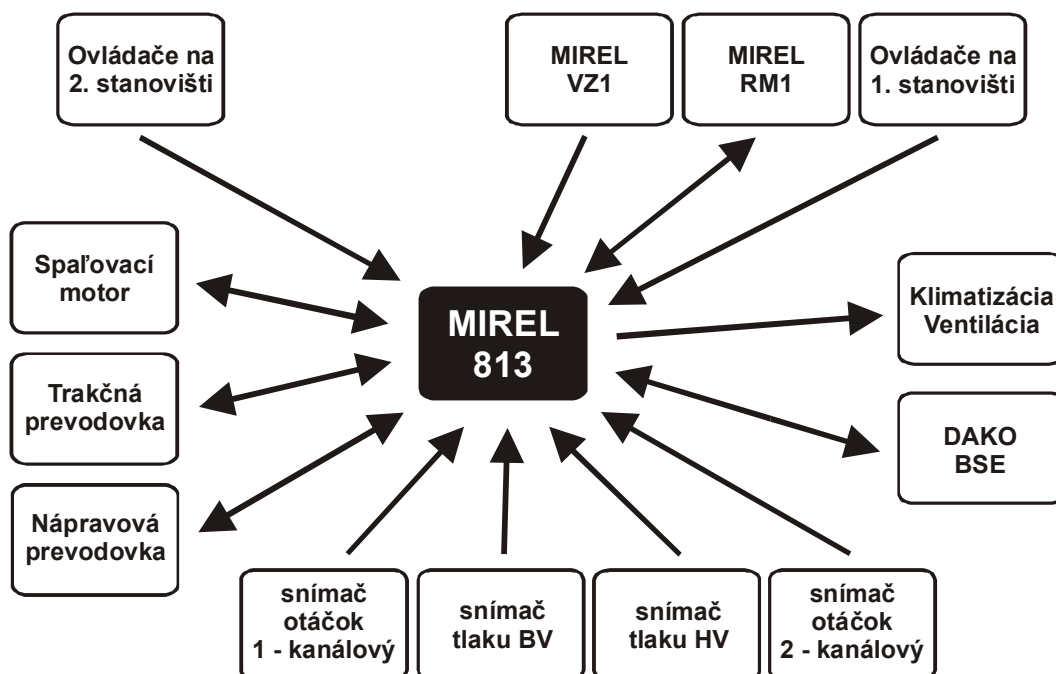 Ovládače na
2. stanovišti
MIREL
VZ1
MIREL
RM1
Ovládače na
1. stanovišti
Spaľovací
motor
MIREL
813
Klimatizácia
Ventilácia
Trakčná
prevodovka
DAKO
BSE
Nápravová
prevodovka
snímač
otáčok
1 - kanálový
snímač
tlaku BV
snímač
tlaku HV
snímač
otáčok
2 - kanálový